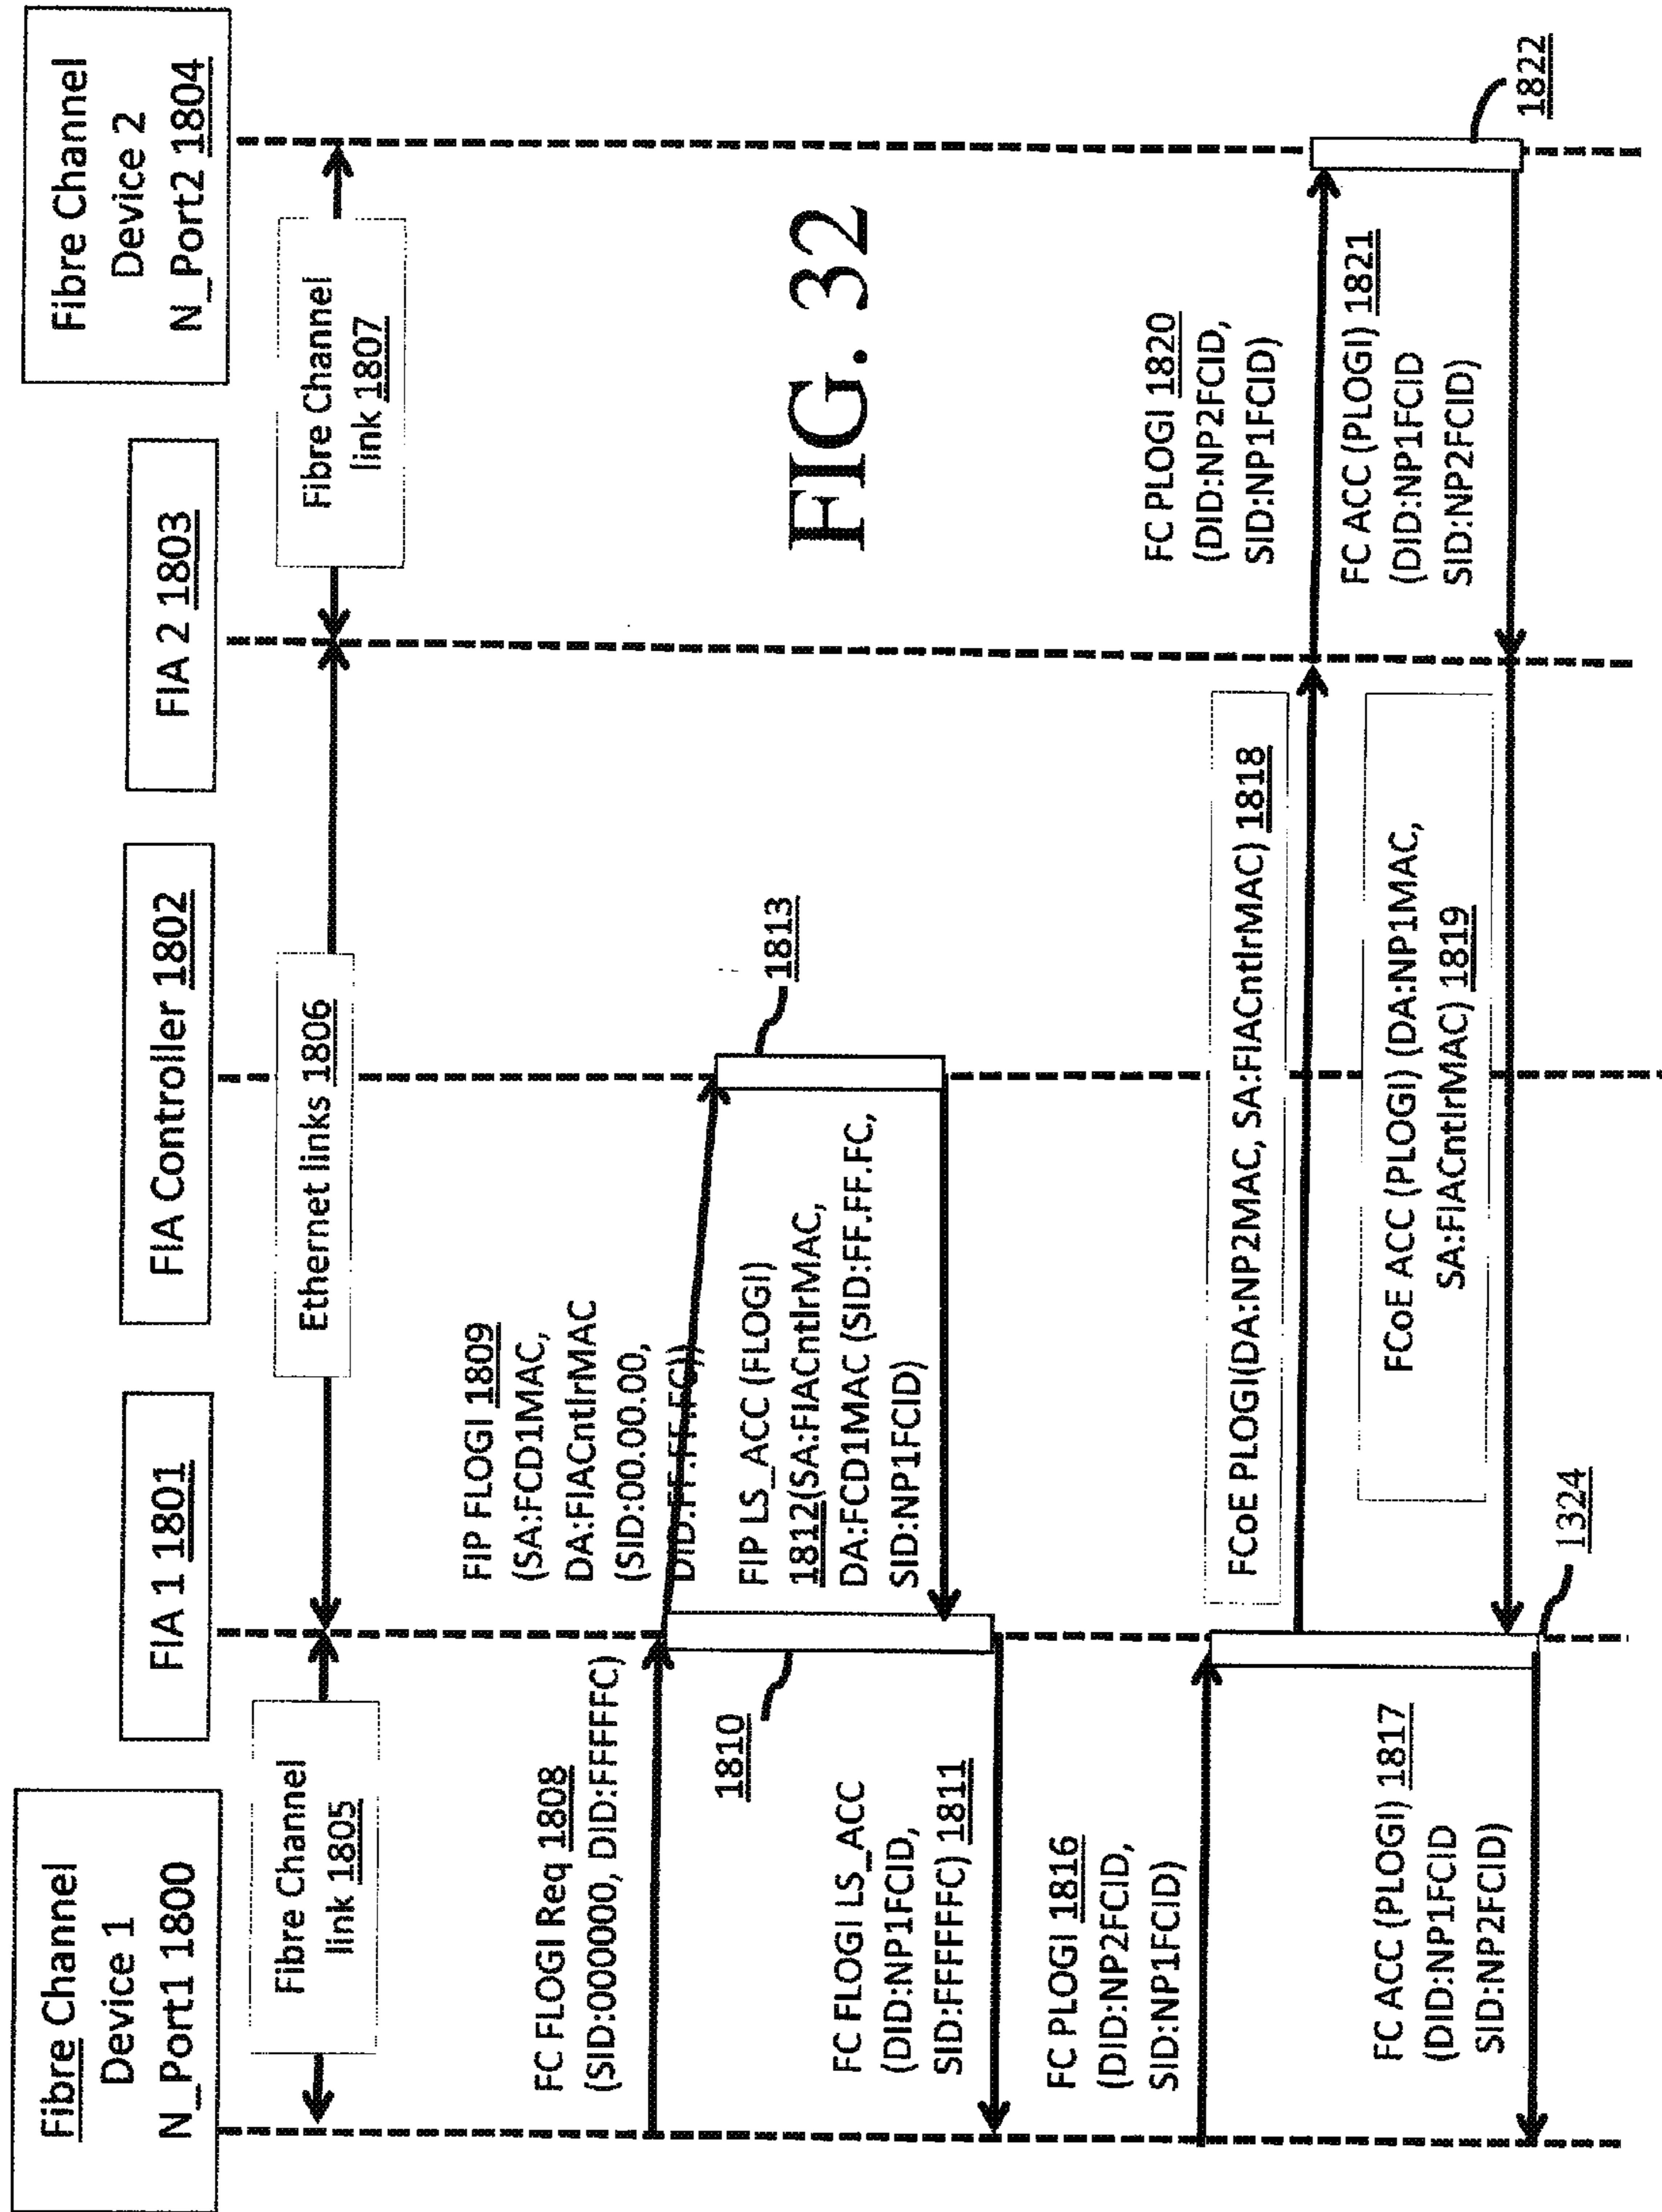 Fibre Channel
Device 1
N_Port1 1800
FIA 1 1801
FIA Controller 1802
FIA 2 1803
Fibre Channel
Device 2
N_Port2 1804
Fibre Channel
link 1805
Ethernet links 1806
Fibre Channel
link 1807
FC FLOGI Req 1808
(SID:000000, DID:FFFFFC)
FIP FLOGI 1809
(SA:FCD1MAC,
DA:FIACntlrMAC
(SID:00.00.00,
DID:FF.FF.FC))
1810
1813
FC FLOGI LS_ACC
(DID:NP1FCID,
SID:FFFFFFC) 1811
FIP LS_ACC (FLOGI)
1812(SA:FIACntlrMAC,
DA:FCD1MAC (SID:FF.FF.FC,
SID:NP1FCID)
FIG. 32
FC PLOGI 1816
(DID:NP2FCID,
SID:NP1FCID)
FCoE PLOGI(DA:NP2MAC, SA:FIACntlrMAC) 1818
FC PLOGI 1820
(DID:NP2FCID,
SID:NP1FCID)
FC ACC (PLOGI) 1817
(DID:NP1FCID
SID:NP2FCID)
FCoE ACC (PLOGI) (DA:NP1MAC,
SA:FIACntlrMAC) 1819
FC ACC (PLOGI) 1821
(DID:NP1FCID
SID:NP2FCID)
1324
1822